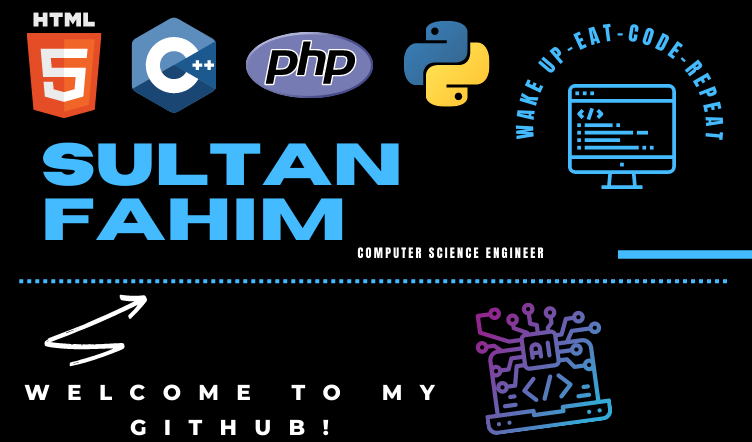 HTML
5
C++
php
WAKE UP-EAT-CODE-REPEAT
</>
SULTAN
FAHIM
COMPUTER SCIENCE ENGINEER
AI
</>
WELCOME TO MY
GITHUB!